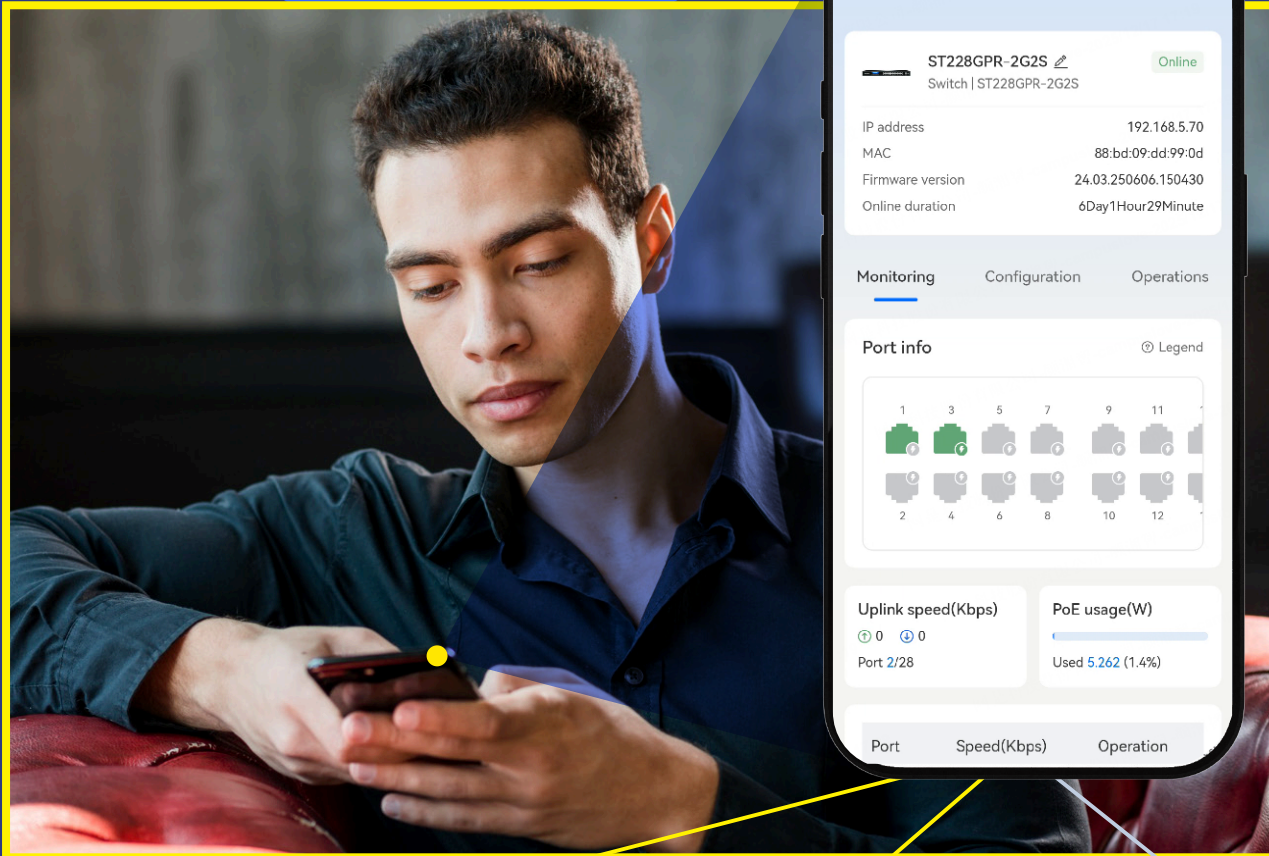 ST228GPR-2G2S
Online
Switch | ST228GPR-2G2S
IP address 192.168.5.70
MAC 88:bd:09:dd:99:0d
Firmware version 24.03.250606.150430
Online duration 6Day1Hour29Minute
Monitoring Configuration Operations
Port info Legend
1 3 5 7 9 11
2 4 6 8 10 12
Uplink speed(Kbps)
0 0
Port 2/28
PoE usage(W)
Used 5.262 (1.4%)
Port Speed(Kbps) Operation